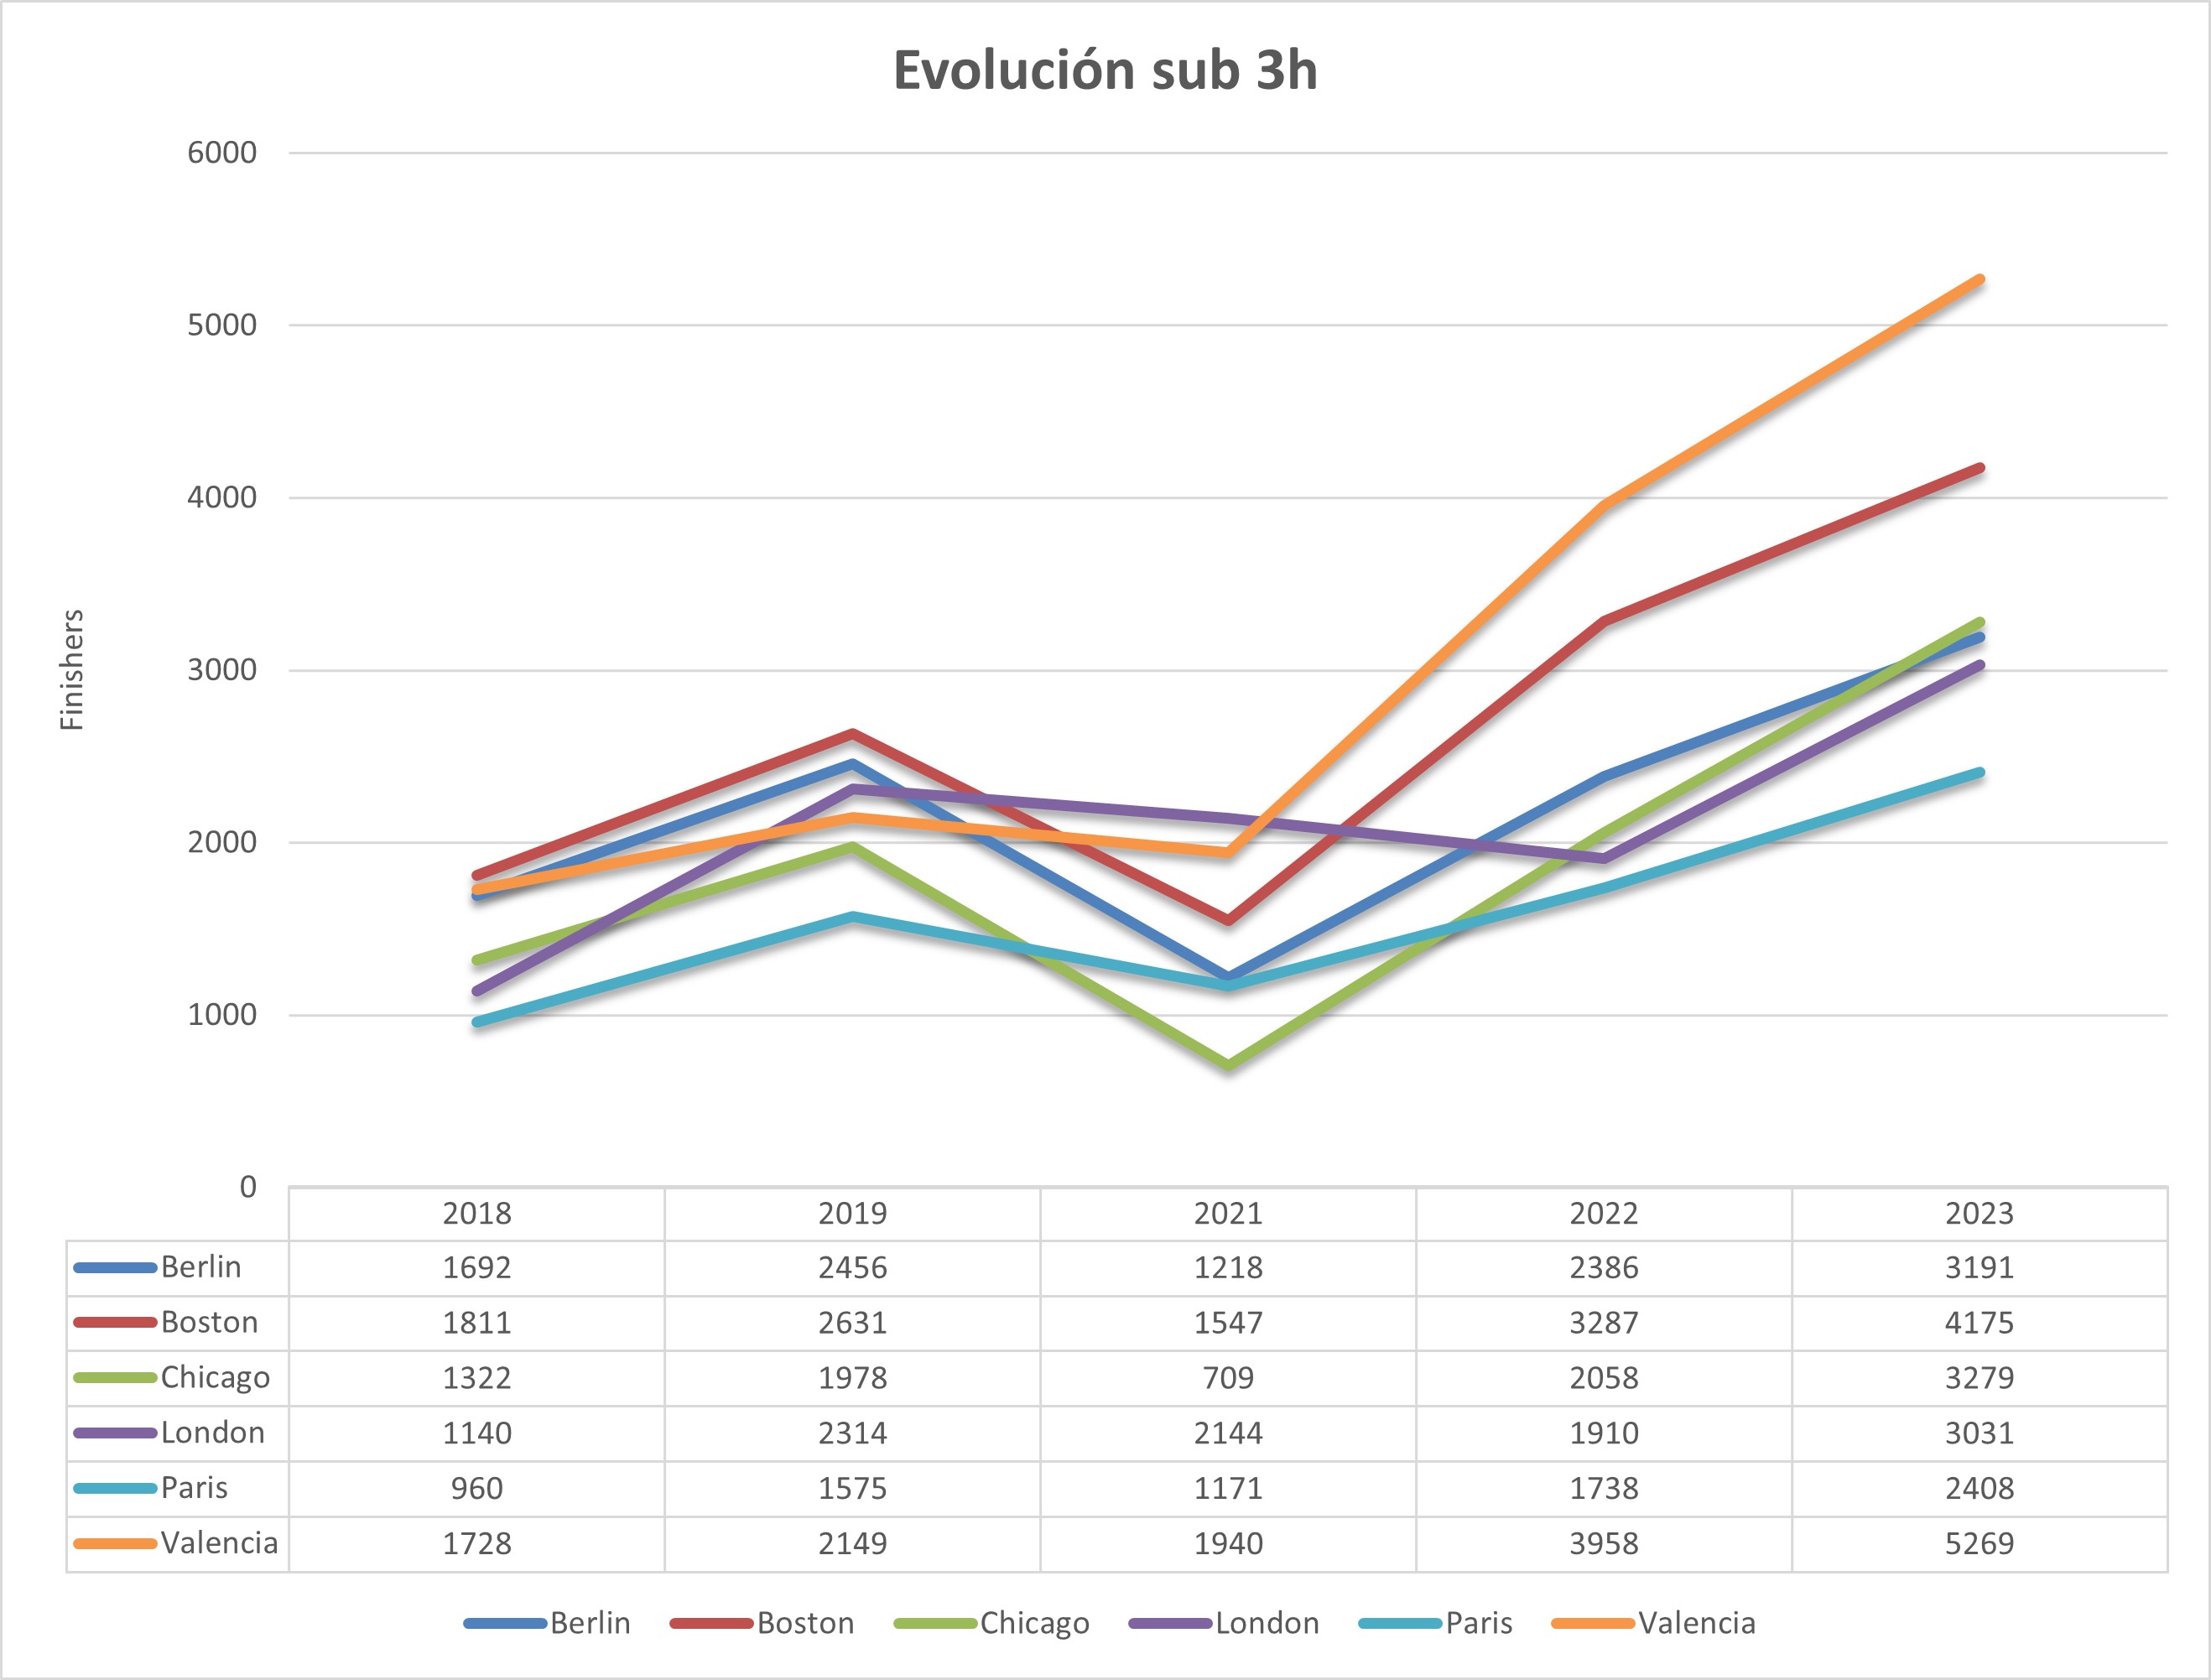 Evolución sub 3h
6000
5000
4000
3000
2000
1000
0
Finishers
2018 2019 2021 2022 2023
Berlin 1692 2456 1218 2386 3191
Boston 1811 2631 1547 3287 4175
Chicago 1322 1978 709 2058 3279
London 1140 2314 2144 1910 3031
Paris 960 1575 1171 1738 2408
Valencia 1728 2149 1940 3958 5269
Berlin Boston Chicago London Paris Valencia